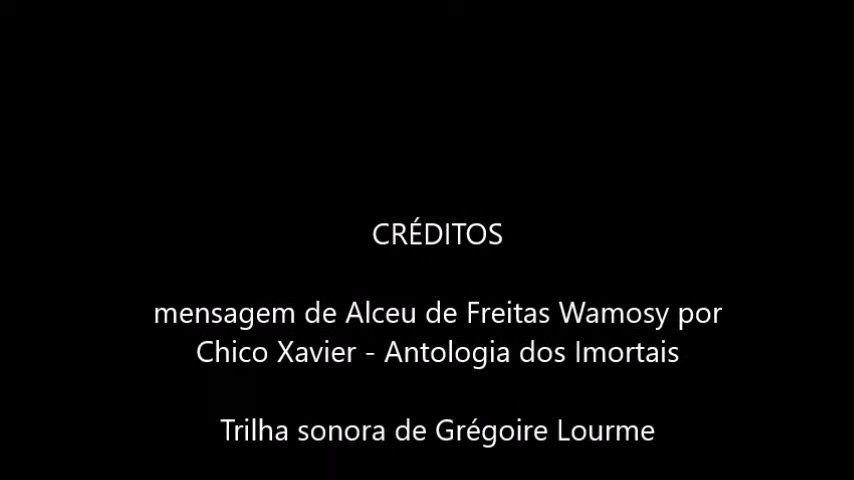 CRÉDITOS
mensagem de Alceu de Freitas Wamosy por
Chico Xavier - Antologia dos Imortais
Trilha sonora de Grégoire Lourme